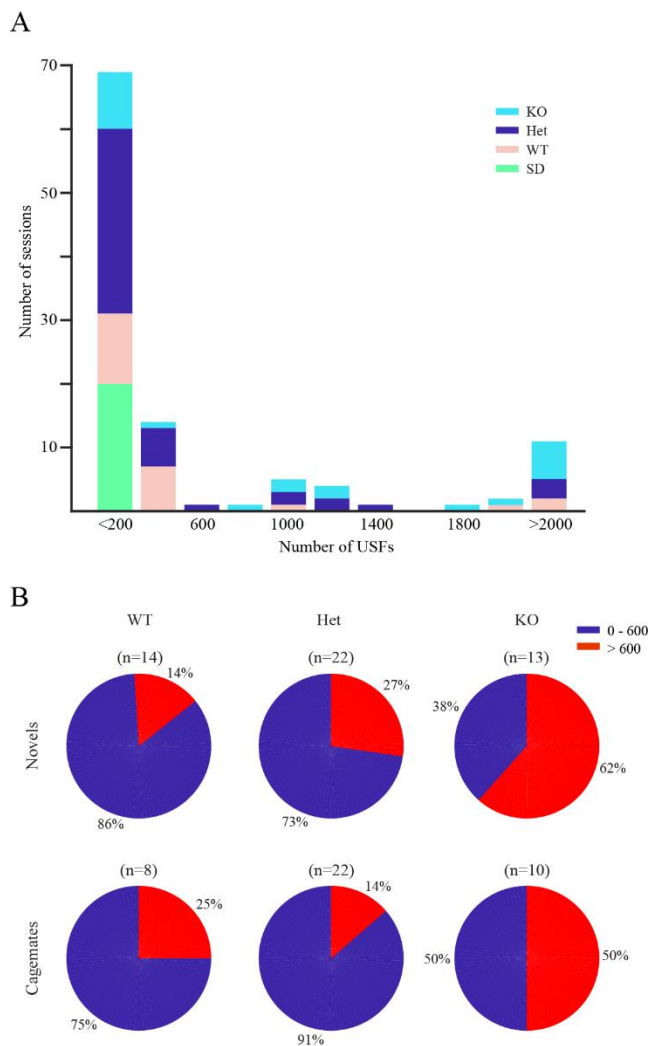 A
70
50
30
10
Number of sessions
KO
Het
WT
SD
<200 600 1000 1400 1800 >2000
Number of USFs
B
WT Het KO
0 - 600
> 600
(n=14) (n=22) (n=13)
Novels
14% 27% 38% 62%
86% 73%
(n=8) (n=22) (n=10)
Cagemates
25% 14% 50% 50%
75% 91%